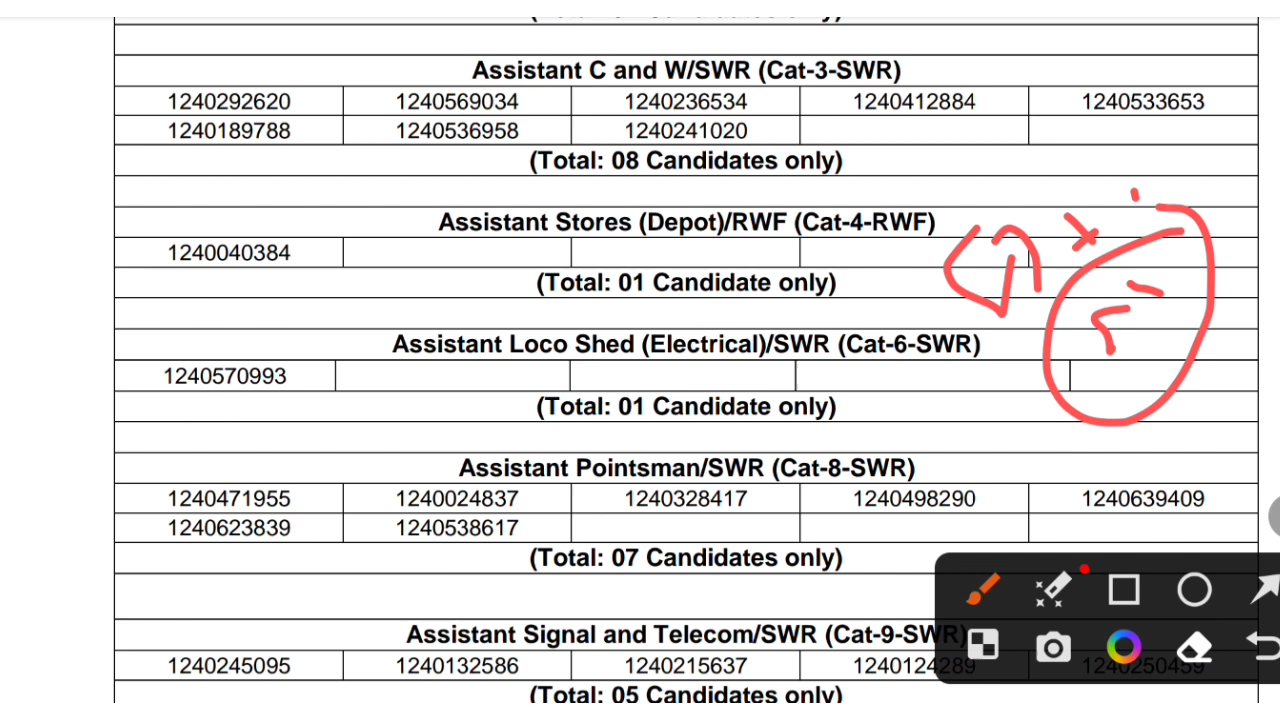 Assistant C and W/SWR (Cat-3-SWR)
1240292620 1240569034 1240236534 1240412884 1240533653
1240189788 1240536958 1240241020
(Total: 08 Candidates only)
Assistant Stores (Depot)/RWF (Cat-4-RWF)
1240040384
(Total: 01 Candidate only)
Assistant Loco Shed (Electrical)/SWR (Cat-6-SWR)
1240570993
(Total: 01 Candidate only)
Assistant Pointsman/SWR (Cat-8-SWR)
1240471955 1240024837 1240328417 1240498290 1240639409
1240623839 1240538617
(Total: 07 Candidates only)
Assistant Signal and Telecom/SWR (Cat-9-SWR)
1240245095 1240132586 1240215637 1240124289 1240250459
(Total: 05 Candidates only)